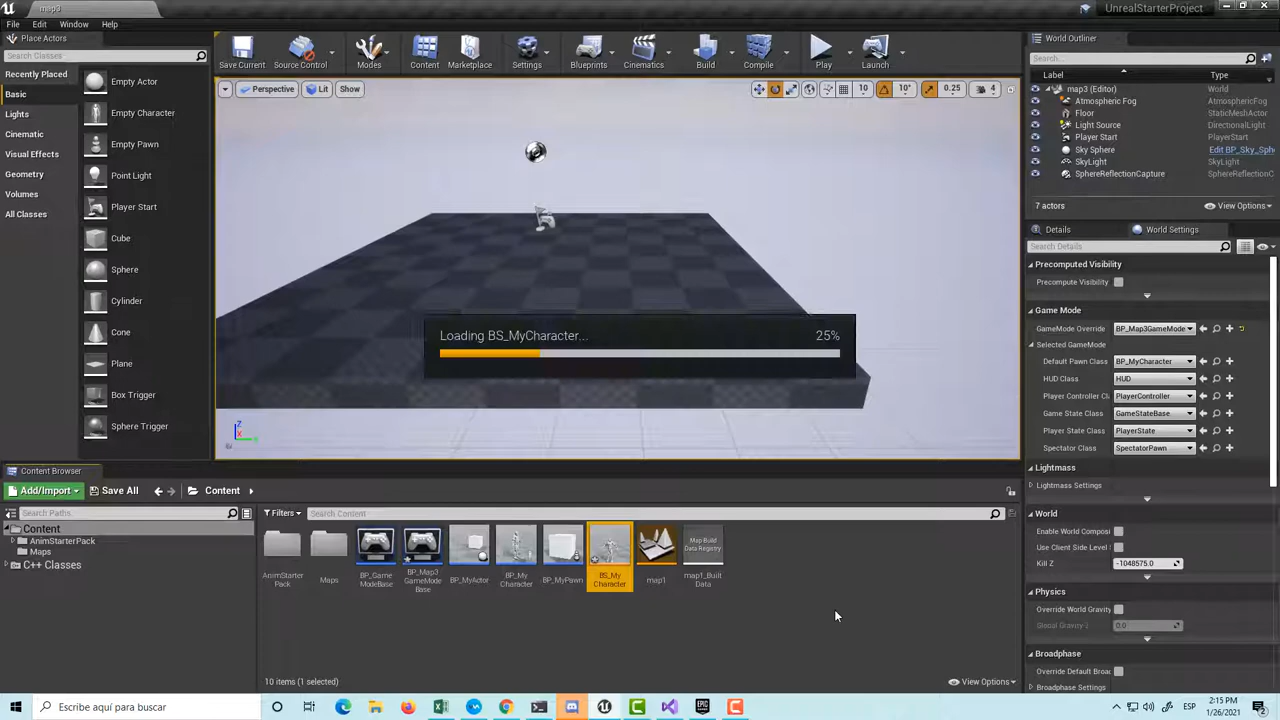 map3
UnrealStarterProject
File Edit Window Help
Place Actors
Search Classes
Recently Placed
Basic
Lights
Cinematic
Visual Effects
Geometry
Volumes
All Classes
Empty Actor
Empty Character
Empty Pawn
Point Light
Player Start
Cube
Sphere
Cylinder
Cone
Plane
Box Trigger
Sphere Trigger
Save Current
Source Control
Modes
Content
Marketplace
Settings
Blueprints
Cinematics
Build
Compile
Play
Launch
Perspective Lit Show
10 10° 0.25 4
Loading BS_MyCharacter... 25%
Z
X
World Outliner
Search...
Label Type
map3 (Editor) World
Atmospheric Fog AtmosphericFog
Floor StaticMeshActor
Light Source DirectionalLight
Player Start PlayerStart
Sky Sphere Edit BP_Sky_Sph
SkyLight SkyLight
SphereReflectionCapture SphereReflectionC
7 actors View Options
Details World Settings
Search Details
Precomputed Visibility
Precompute Visibility
Game Mode
GameMode Override BP_Map3GameMode
Selected GameMode
Default Pawn Class BP_MyCharacter
HUD Class HUD
Player Controller Cl PlayerController
Game State Class GameStateBase
Player State Class PlayerState
Spectator Class SpectatorPawn
Lightmass
Lightmass Settings
World
Enable World Composi
Use Client Side Level
Kill Z -1048575.0
Physics
Override World Gravity
Global Gravity Z 0.0
Broadphase
Override Default Broad
Broadphase Settings
Content Browser
Add/Import Save All Content
Search Paths
Content
AnimStarterPack
Maps
C++ Classes
Filters Search Content
AnimStarter
Pack
Maps
BP_Game
ModeBase
BP_Map3
GameMode
Base
BP_MyActor
BP_My
Character
BP_MyPawn
BS_My
Character
map1
Map Build
Data Registry
map1_Built
Data
10 items (1 selected) View Options
Escribe aquí para buscar
ESP
2:15 PM
1/26/2021